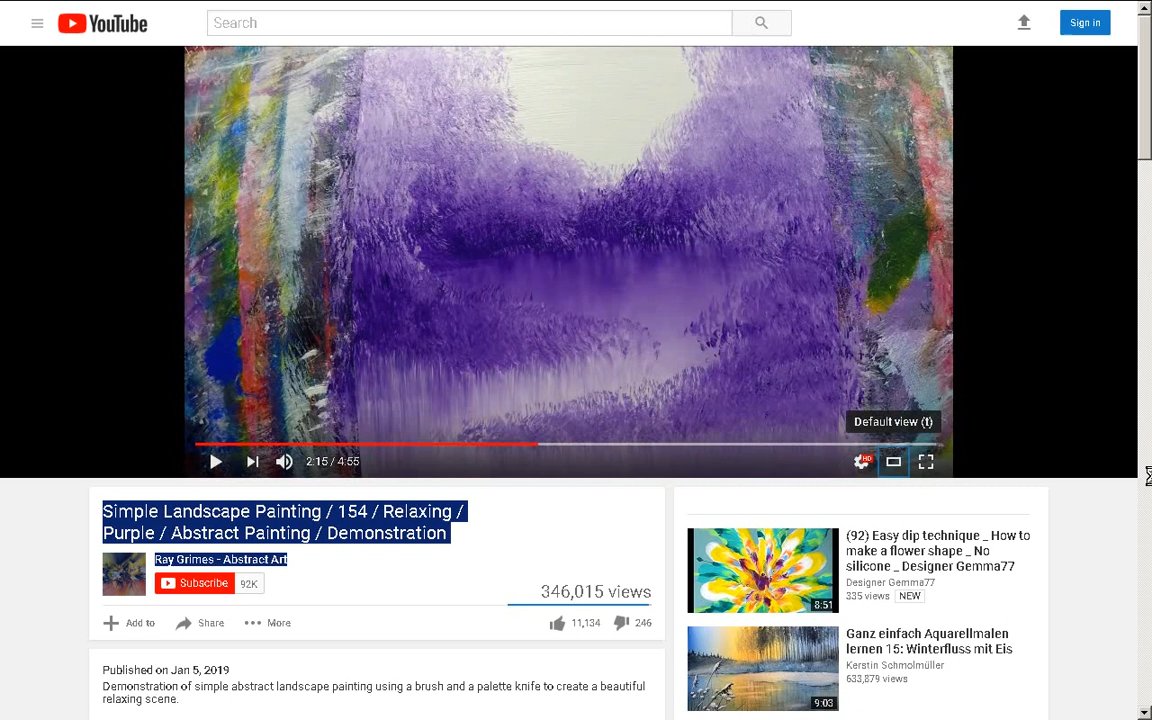 YouTube
Search
Sign in
Default view (t)
2:15 / 4:55
HD
Simple Landscape Painting / 154 / Relaxing /
Purple / Abstract Painting / Demonstration
Ray Grimes - Abstract Art
Subscribe 92K
346,015 views
Add to Share More 11,134 246
Published on Jan 5, 2019
Demonstration of simple abstract landscape painting using a brush and a palette knife to create a beautiful
relaxing scene.
(92) Easy dip technique _ How to
make a flower shape _ No
silicone _ Designer Gemma77
Designer Gemma77
335 views NEW
8:51
Ganz einfach Aquarellmalen
lernen 15: Winterfluss mit Eis
Kerstin Schmolmüller
633,879 views
9:03